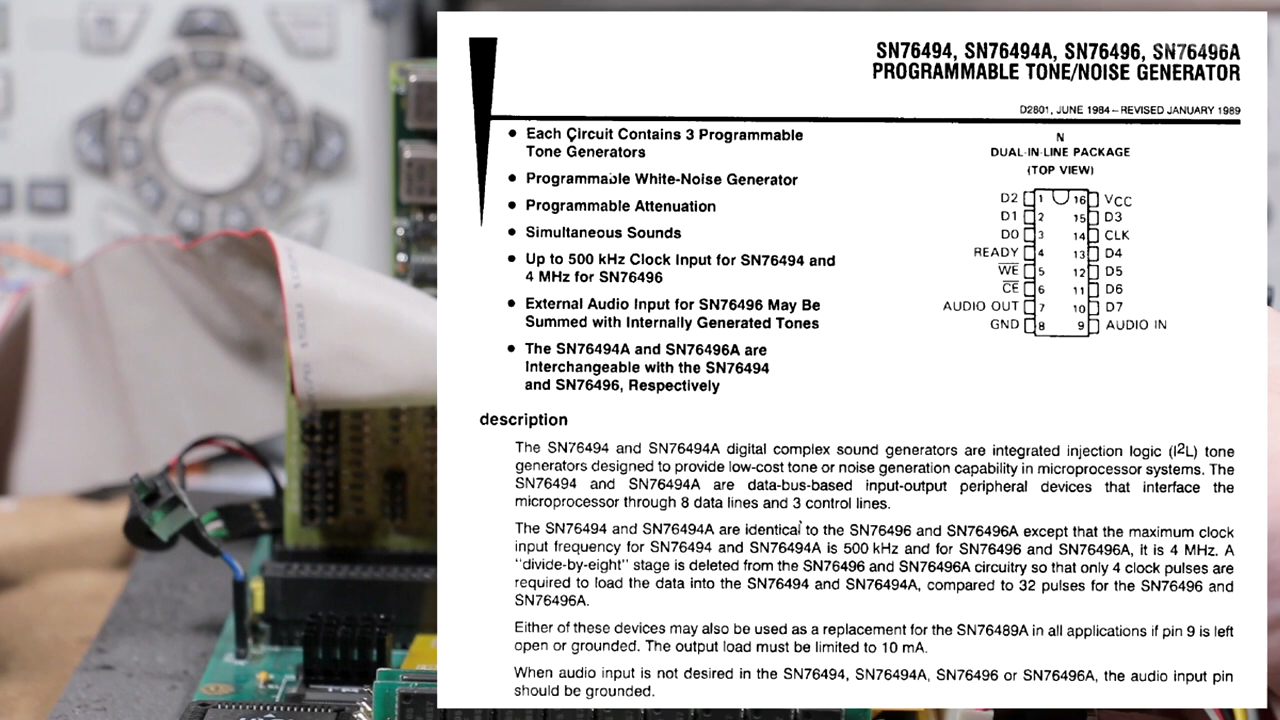 SN76494, SN76494A, SN76496, SN76496A
PROGRAMMABLE TONE/NOISE GENERATOR
D2801, JUNE 1984–REVISED JANUARY 1989
• Each Circuit Contains 3 Programmable
Tone Generators
• Programmable White-Noise Generator
• Programmable Attenuation
• Simultaneous Sounds
• Up to 500 kHz Clock Input for SN76494 and
4 MHz for SN76496
• External Audio Input for SN76496 May Be
Summed with Internally Generated Tones
• The SN76494A and SN76496A are
Interchangeable with the SN76494
and SN76496, Respectively
N
DUAL-IN-LINE PACKAGE
(TOP VIEW)
D2 1 16 VCC
D1 2 15 D3
D0 3 14 CLK
READY 4 13 D4
WE 5 12 D5
CE 6 11 D6
AUDIO OUT 7 10 D7
GND 8 9 AUDIO IN
description
The SN76494 and SN76494A digital complex sound generators are integrated injection logic (I2L) tone
generators designed to provide low-cost tone or noise generation capability in microprocessor systems. The
SN76494 and SN76494A are data-bus-based input-output peripheral devices that interface the
microprocessor through 8 data lines and 3 control lines.
The SN76494 and SN76494A are identical to the SN76496 and SN76496A except that the maximum clock
input frequency for SN76494 and SN76494A is 500 kHz and for SN76496 and SN76496A, it is 4 MHz. A
"divide-by-eight" stage is deleted from the SN76496 and SN76496A circuitry so that only 4 clock pulses are
required to load the data into the SN76494 and SN76494A, compared to 32 pulses for the SN76496 and
SN76496A.
Either of these devices may also be used as a replacement for the SN76489A in all applications if pin 9 is left
open or grounded. The output load must be limited to 10 mA.
When audio input is not desired in the SN76494, SN76494A, SN76496 or SN76496A, the audio input pin
should be grounded.